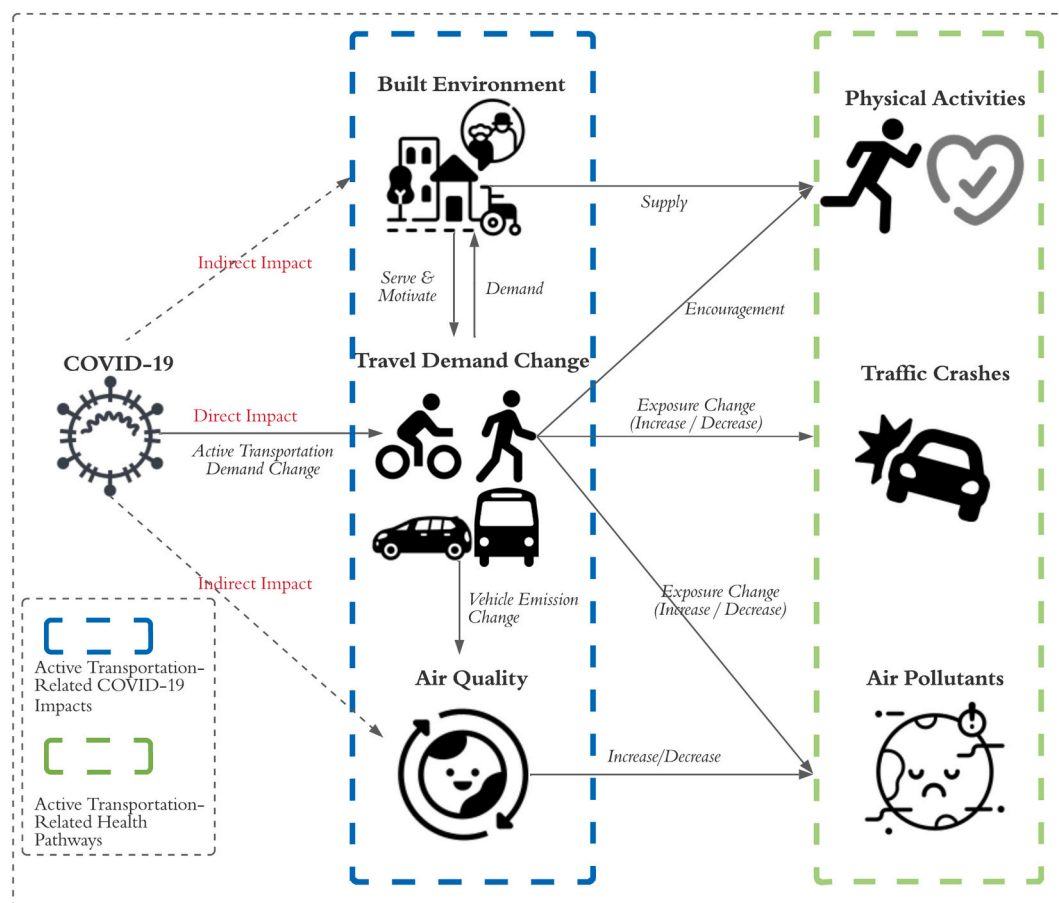 Built Environment
Physical Activities
Supply
Indirect Impact
Serve &
Motivate
Demand
Encouragement
COVID-19
Travel Demand Change
Traffic Crashes
Direct Impact
Active Transportation
Demand Change
Exposure Change
(Increase / Decrease)
Indirect Impact
Vehicle Emission
Change
Exposure Change
(Increase / Decrease)
Air Quality
Air Pollutants
Increase/Decrease
Active Transportation-
Related COVID-19
Impacts
Active Transportation-
Related Health
Pathways